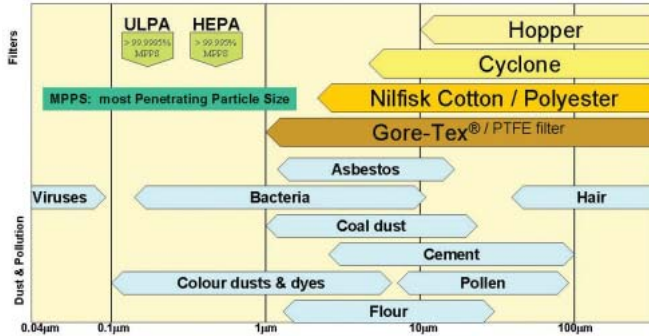 Filters
ULPA HEPA
> 99.9995% MPPS
> 99.995% MPPS
Hopper
Cyclone
MPPS: most Penetrating Particle Size
Nilfisk Cotton / Polyester
Gore-Tex® / PTFE filter
Dust & Pollution
Asbestos
Viruses Bacteria Hair
Coal dust
Cement
Colour dusts & dyes Pollen
Flour
0.04µm 0.1µm 1µm 10µm 100µm